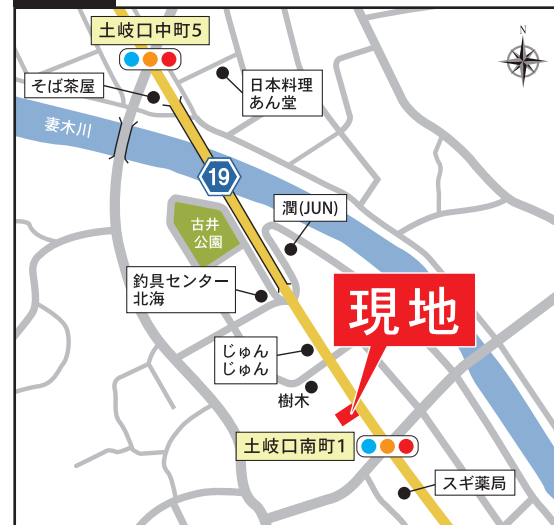 土岐口中町5
N
そば茶屋
日本料理
あん堂
妻木川
19
古井
公園
潤(JUN)
釣具センター
北海
現地
じゅん
じゅん
樹木
土岐口南町1
スギ薬局